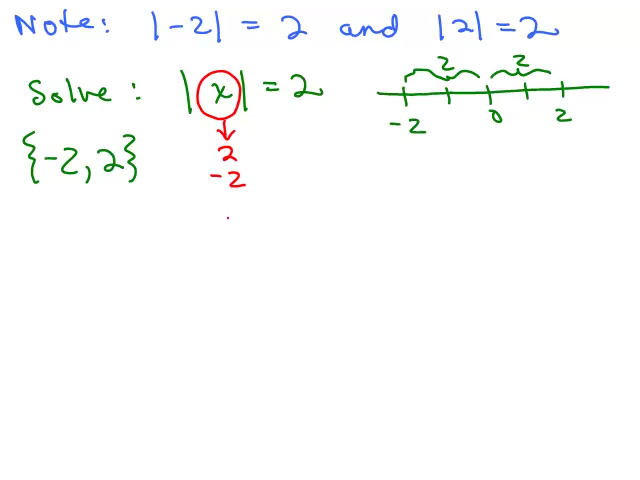 Note: |-2| = 2 and |2| = 2
Solve: |x| = 2
2 2
-2 0 2
{-2, 2}
2
-2